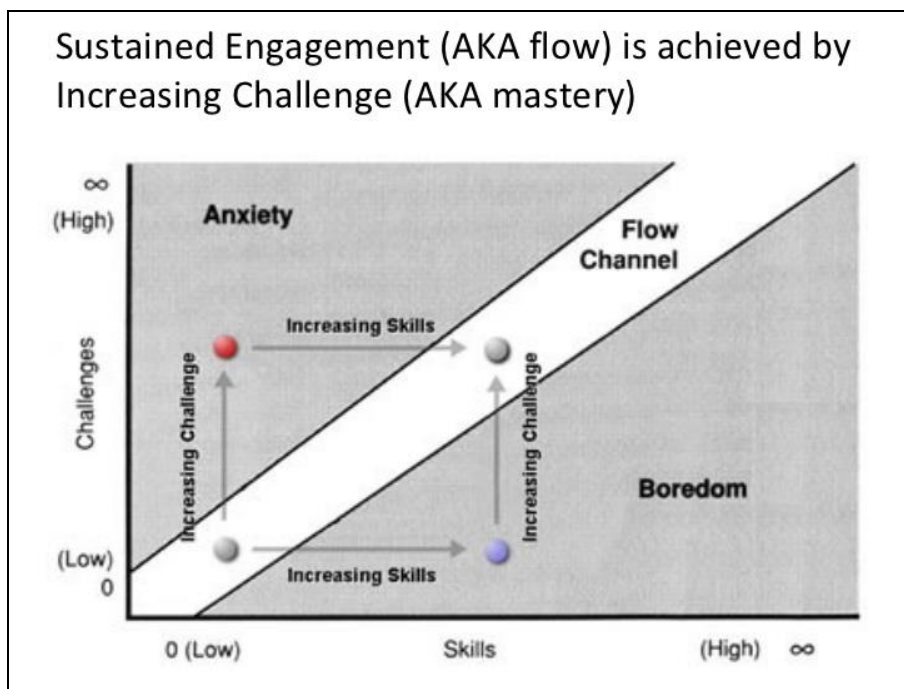 Sustained Engagement (AKA flow) is achieved by
Increasing Challenge (AKA mastery)
∞
(High)
Anxiety
Flow
Channel
Increasing Skills
Challenges
Increasing Challenge
Increasing Challenge
Boredom
(Low)
0
Increasing Skills
0 (Low)
Skills
(High) ∞